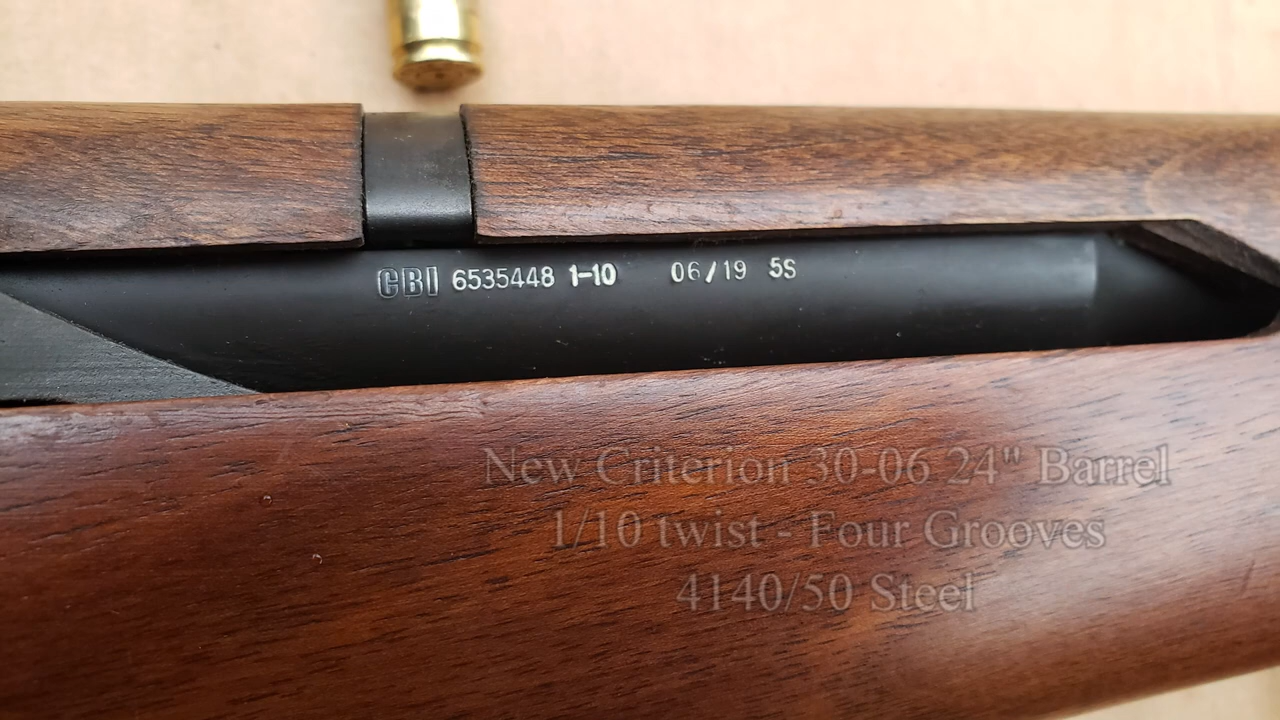 CBI 6535448 1-10 06/19 5S
New Criterion 30-06 24" Barrel
1/10 twist - Four Grooves
4140/50 Steel